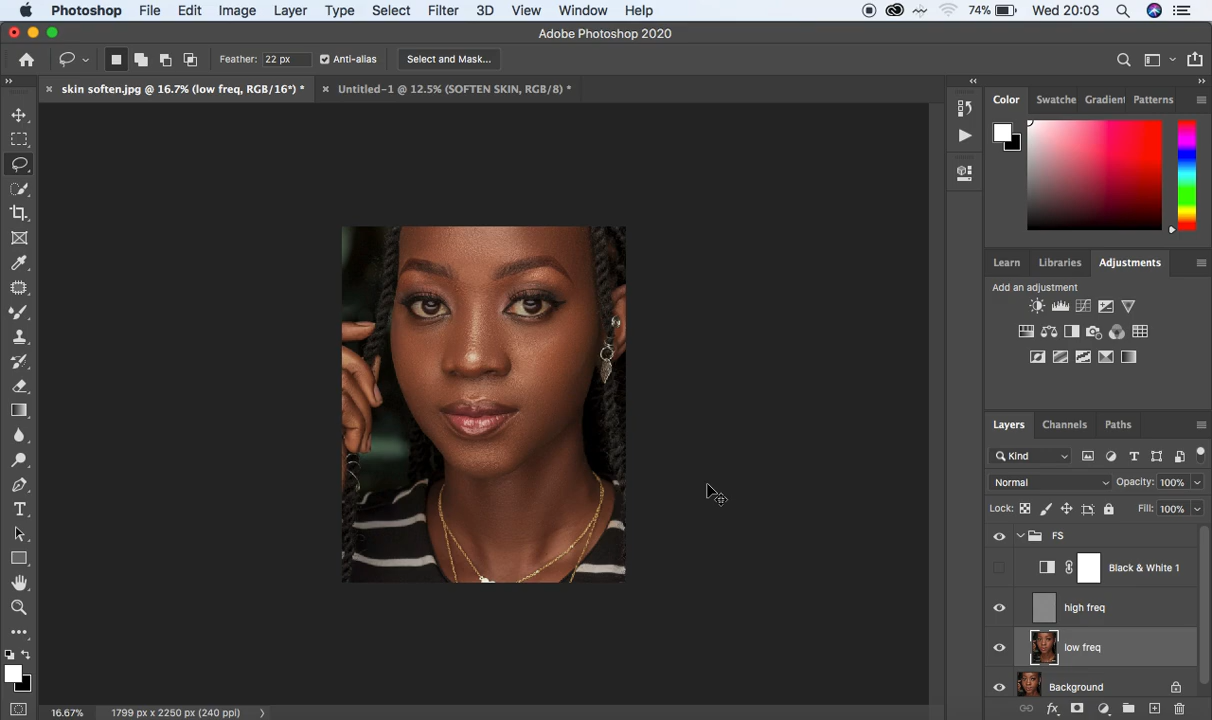 Photoshop File Edit Image Layer Type Select Filter 3D View Window Help 74% Wed 20:03
Adobe Photoshop 2020
Feather: 22 px Anti-alias Select and Mask...
skin soften.jpg @ 16.7% (low freq, RGB/16*) * Untitled-1 @ 12.5% (SOFTEN SKIN, RGB/8) *
Color Swatche Gradient Patterns
Learn Libraries Adjustments
Add an adjustment
Layers Channels Paths
Kind
Normal Opacity: 100%
Lock: Fill: 100%
FS
Black & White 1
high freq
low freq
Background
16.67% 1799 px x 2250 px (240 ppi)